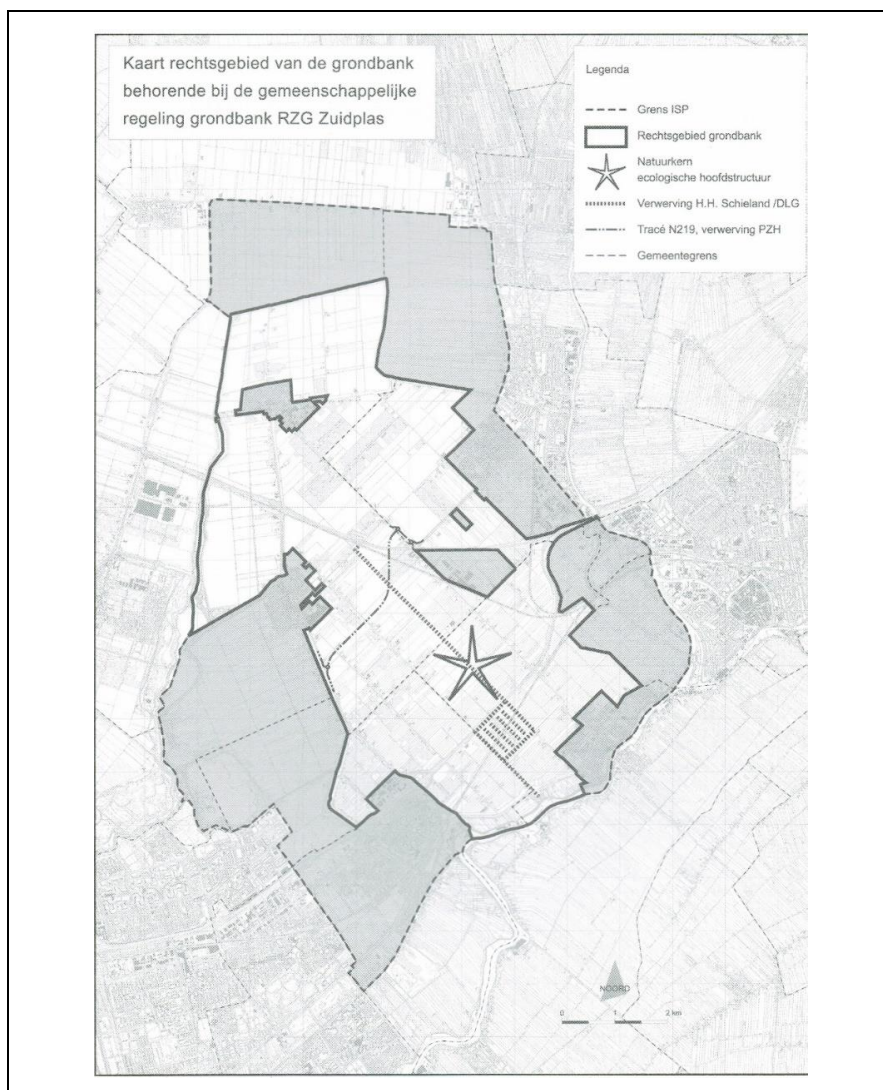 Kaart rechtsgebied van de grondbank
behorende bij de gemeenschappelijke
regeling grondbank RZG Zuidplas
Legenda
Grens ISP
Rechtsgebied grondbank
Natuurkern
ecologische hoofdstructuur
Verwerving H.H. Schieland /DLG
Tracé N219, verwerving PZH
Gemeentegrens
NOORD
0 1 2 km